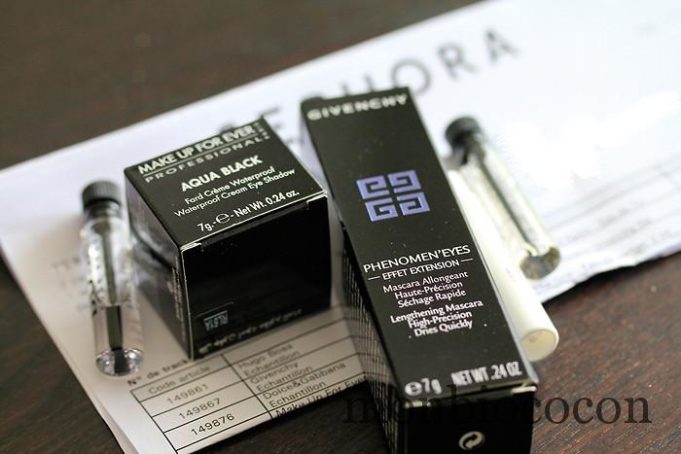 SEPHORA
MAKE UP FOR EVER
PROFESSIONAL
AQUA BLACK
Fard Crème Waterproof
Waterproof Cream Eye Shadow
7g.-e-Net Wt. 0.24 oz.
GIVENCHY
PHENOMEN'EYES
EFFET EXTENSION
Mascara Allongeant
Haute-Précision
Séchage Rapide
Lengthening Mascara
High-Precision
Dries Quickly
e7g NET WT. .24 OZ
N° de
Code article
149861
149867
149876
Hugo Boss
Echantillon
Givenchy
Echantillon
Dolce&Gabbana
Echantillon
Make Up For Ever